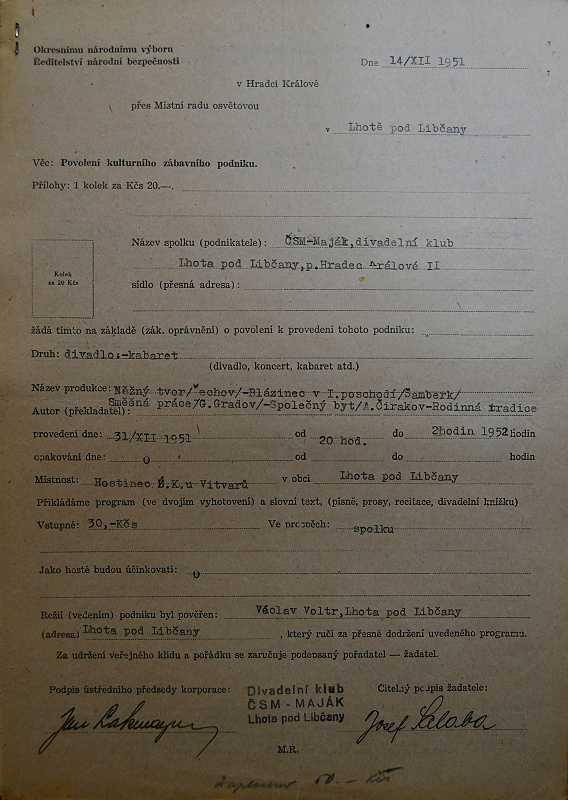 Okresnímu národnímu výboru
Ředitelství národní bezpečnosti
Dne 14/XII 1951
v Hradci Králové
přes Místní radu osvětovou
v Lhotě pod Libčany
Věc: Povolení kulturního zábavního podniku.
Přílohy: 1 kolek za Kčs 20.—.
Kolek
za 20 Kčs
Název spolku (podnikatele): ČSM-Maják,divadelní klub
Lhota pod Libčany,p.Hradec Králové II
sídlo (přesná adresa):
žádá tímto na základě (zák. oprávnění) o povolení k provedení tohoto podniku:
Druh: divadlo:-kabaret
(divadlo, koncert, kabaret atd.)
Název produkce: Něžný tvor/Čechov/-Blázinec v I.poschodí/Šamberk/
Směšná práce/G.Gradov/-Společný byt/A.Čirakov-Rodinná tradice
Autor (překladatel):
provedení dne: 31/XII 1951 od 20 hod. do 2hodin 1952 hodin
opakování dne: o od do hodin
Místnost: Hostinec Č.K.u Vitvarů v obci Lhota pod Libčany
Přikládáme program (ve dvojím vyhotovení) a slovní text, (písně, prosy, recitace, divadelní knížku)
Vstupné: 30,-Kčs Ve prospěch: spolku
Jako hosté budou účinkovati: o
Režií (vedením) podniku byl pověřen: Václav Voltr,Lhota pod Libčany
(adresa) Lhota pod Libčany , který ručí za přesné dodržení uvedeného programu.
Za udržení veřejného klidu a pořádku se zaručuje podepsaný pořadatel — žadatel.
Podpis ústředního předsedy korporace:
Divadelní klub
ČSM - MAJÁK
Lhota pod Libčany
Čitelný podpis žadatele:
Jan Josef Salaba
M.R.
Zaplaceno 50.- Kčs